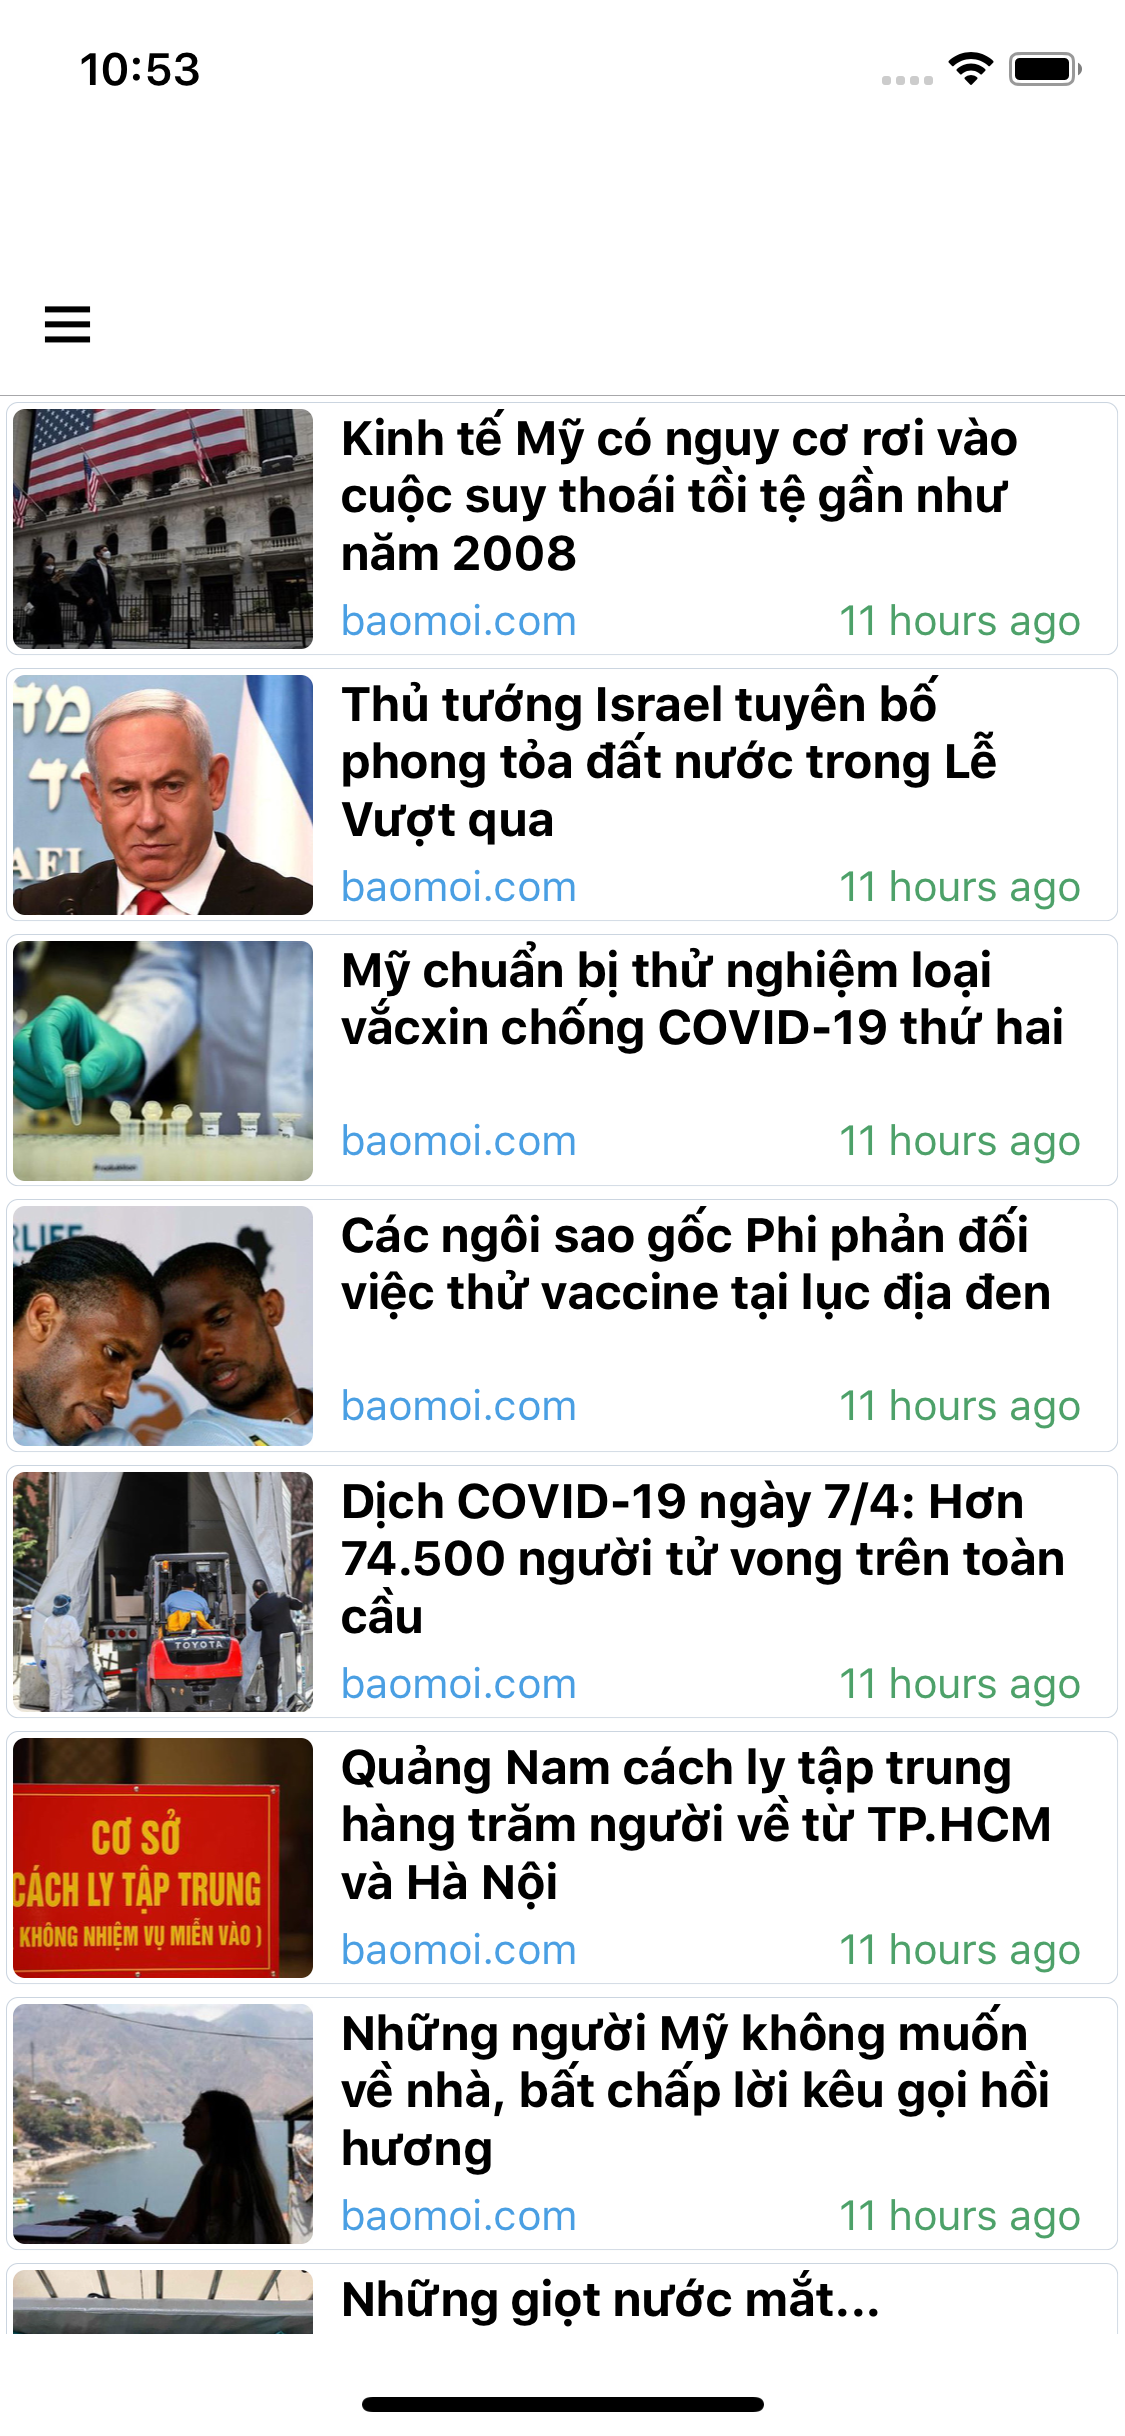 10:53
Kinh tế Mỹ có nguy cơ rơi vào
cuộc suy thoái tồi tệ gần như
năm 2008
baomoi.com 11 hours ago
Thủ tướng Israel tuyên bố
phong tỏa đất nước trong Lễ
Vượt qua
baomoi.com 11 hours ago
Mỹ chuẩn bị thử nghiệm loại
vắcxin chống COVID-19 thứ hai
baomoi.com 11 hours ago
RLIFE
Các ngôi sao gốc Phi phản đối
việc thử vaccine tại lục địa đen
baomoi.com 11 hours ago
TOYOTA
Dịch COVID-19 ngày 7/4: Hơn
74.500 người tử vong trên toàn
cầu
baomoi.com 11 hours ago
CƠ SỞ
CÁCH LY TẬP TRUNG
KHÔNG NHIỆM VỤ MIỄN VÀO )
Quảng Nam cách ly tập trung
hàng trăm người về từ TP.HCM
và Hà Nội
baomoi.com 11 hours ago
Những người Mỹ không muốn
về nhà, bất chấp lời kêu gọi hồi
hương
baomoi.com 11 hours ago
Những giọt nước mắt...